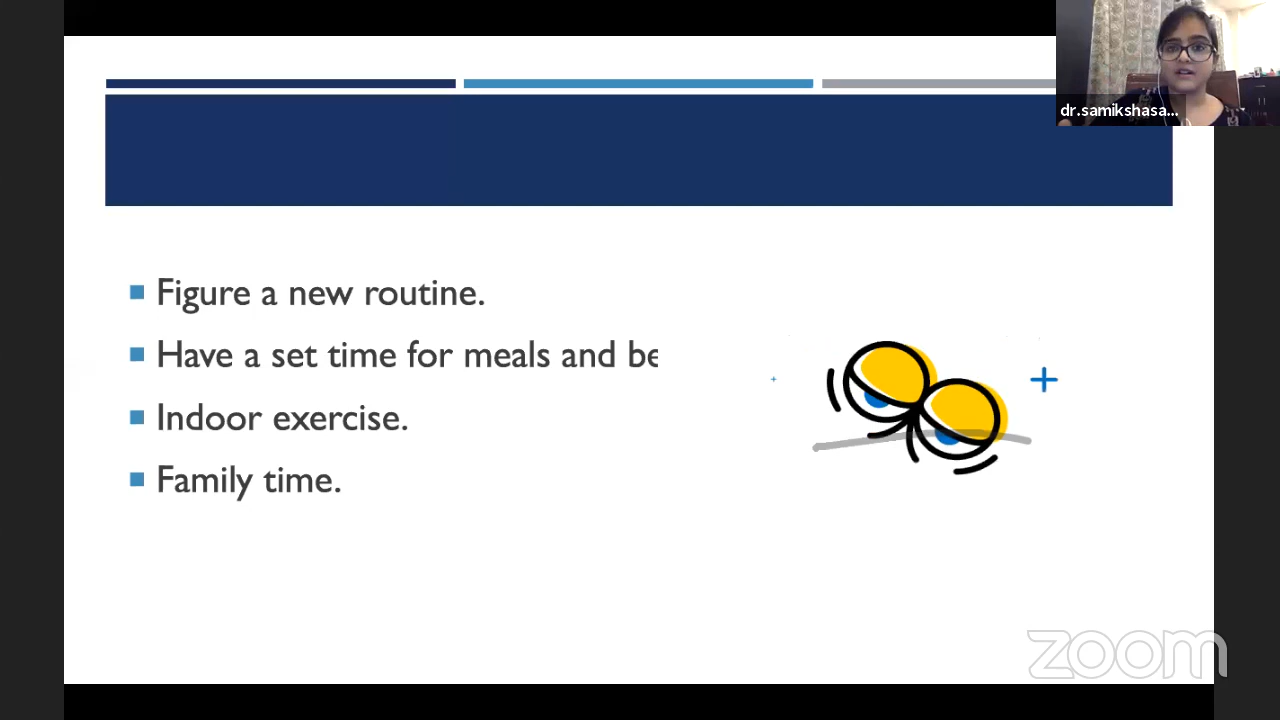 dr.samikshasa...
Figure a new routine.
Have a set time for meals and be
Indoor exercise.
Family time.
zoom